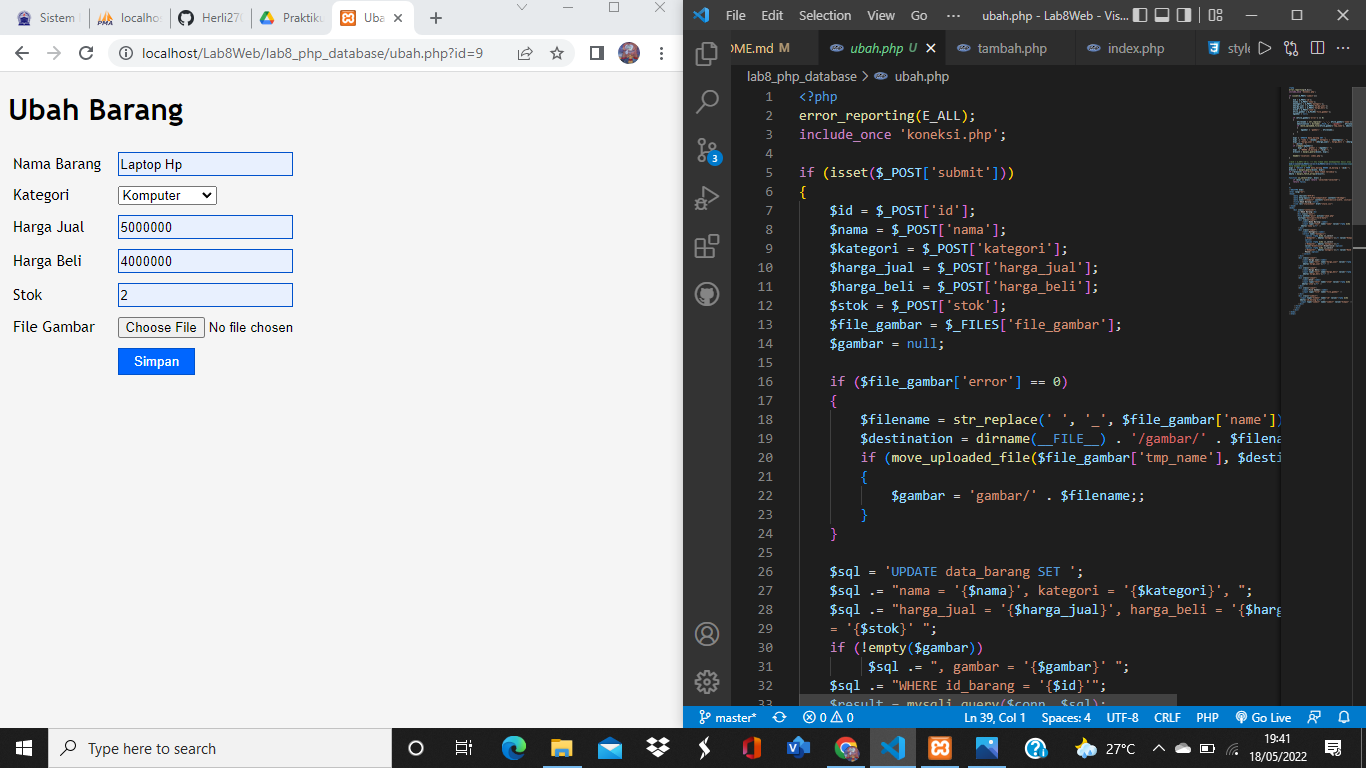 Sistem
localhos
Herli270
Praktiku
Uba
localhost/Lab8Web/lab8_php_database/ubah.php?id=9
Ubah Barang
Nama Barang Laptop Hp
Kategori Komputer
Harga Jual 5000000
Harga Beli 4000000
Stok 2
File Gambar Choose File No file chosen
Simpan
File Edit Selection View Go ··· ubah.php - Lab8Web - Vis...
OME.md M ubah.php U tambah.php index.php style
lab8_php_database > ubah.php
1 <?php
2 error_reporting(E_ALL);
3 include_once 'koneksi.php';
4
5 if (isset($_POST['submit']))
6 {
7 $id = $_POST['id'];
8 $nama = $_POST['nama'];
9 $kategori = $_POST['kategori'];
10 $harga_jual = $_POST['harga_jual'];
11 $harga_beli = $_POST['harga_beli'];
12 $stok = $_POST['stok'];
13 $file_gambar = $_FILES['file_gambar'];
14 $gambar = null;
15
16 if ($file_gambar['error'] == 0)
17 {
18 $filename = str_replace(' ', '_', $file_gambar['name'])
19 $destination = dirname(__FILE__) . '/gambar/' . $filena
20 if (move_uploaded_file($file_gambar['tmp_name'], $desti
21 {
22 $gambar = 'gambar/' . $filename;;
23 }
24 }
25
26 $sql = 'UPDATE data_barang SET ';
27 $sql .= "nama = '{$nama}', kategori = '{$kategori}', ";
28 $sql .= "harga_jual = '{$harga_jual}', harga_beli = '{$harg
29 = '{$stok}' ";
30 if (!empty($gambar))
31 $sql .= ", gambar = '{$gambar}' ";
32 $sql .= "WHERE id_barang = '{$id}'";
33 $result = mysqli_query($conn, $sql);
3
master* 0 0 Ln 39, Col 1 Spaces: 4 UTF-8 CRLF PHP Go Live
Type here to search
27°C
19:41
18/05/2022